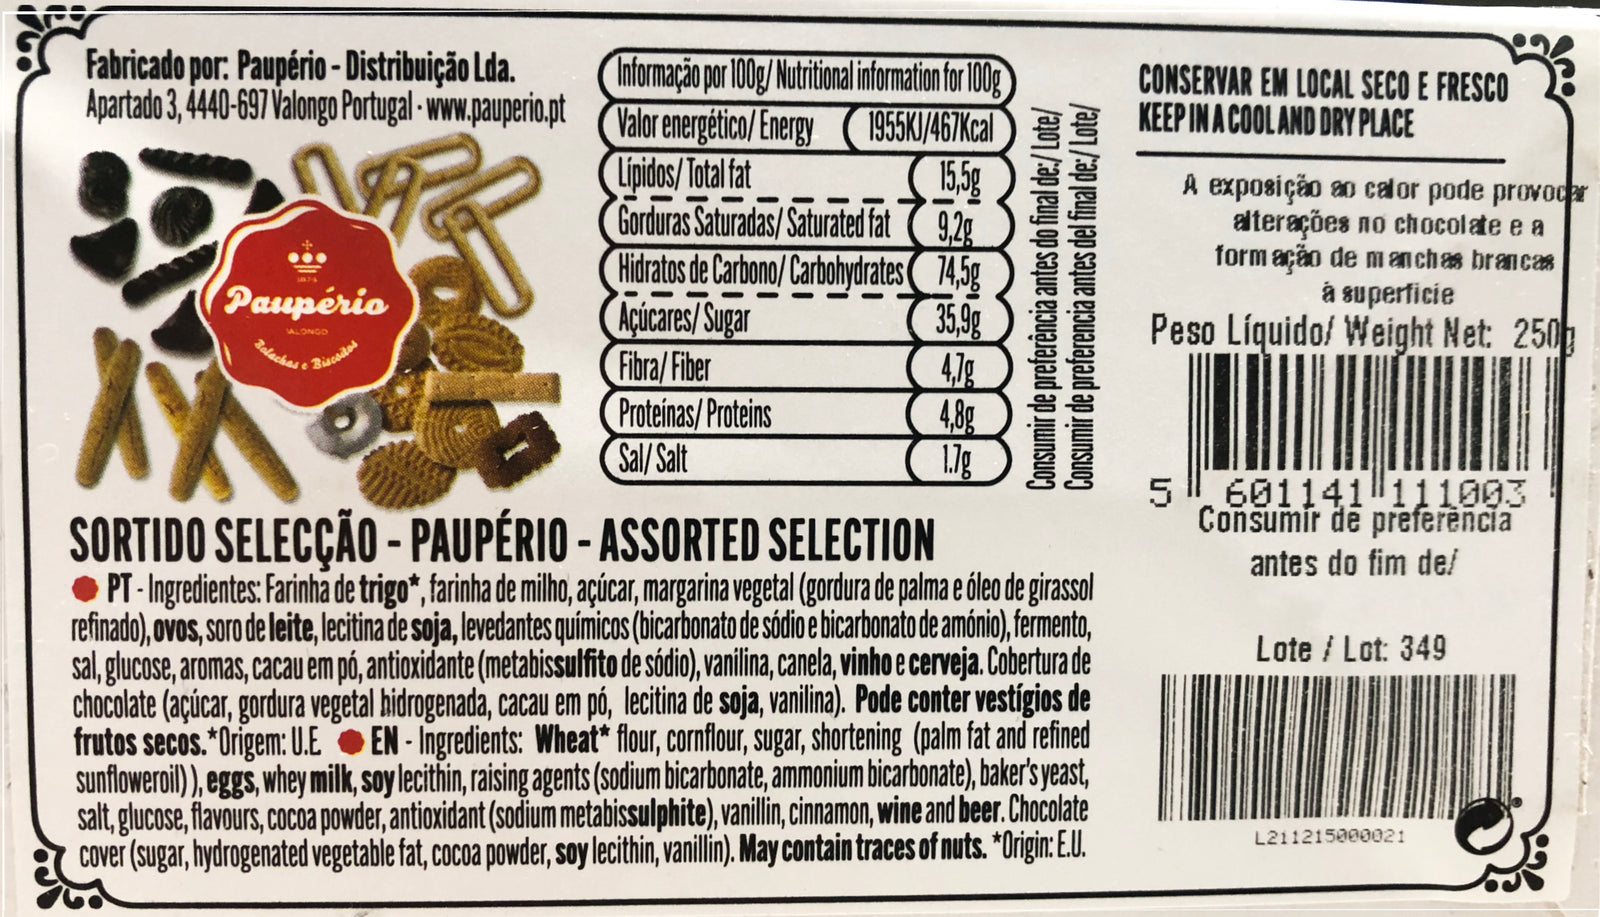 Fabricado por: Paupério - Distribuição Lda.
Apartado 3, 4440-697 Valongo Portugal · www.pauperio.pt
Paupério
VALONGO
Bolachas e Biscoitos
Informação por 100g/ Nutritional information for 100g
Valor energético/ Energy 1955KJ/467Kcal
Lípidos/ Total fat 15,5g
Gorduras Saturadas/ Saturated fat 9,2g
Hidratos de Carbono/ Carbohydrates 74,5g
Açúcares/ Sugar 35,9g
Fibra/ Fiber 4,7g
Proteínas/ Proteins 4,8g
Sal/ Salt 1.7g
Consumir de preferência antes do final de:/ Lote/
Consumir de preferencia antes del final de:/ Lote/
CONSERVAR EM LOCAL SECO E FRESCO
KEEP IN A COOL AND DRY PLACE
A exposição ao calor pode provocar
alterações no chocolate e a
formação de manchas brancas
à superficie
Peso Líquido/ Weight Net: 250g
5 601141 111003
Consumir de preferência
antes do fim de/
Lote / Lot: 349
L211215000021
SORTIDO SELECÇÃO - PAUPÉRIO - ASSORTED SELECTION
PT - Ingredientes: Farinha de trigo*, farinha de milho, açúcar, margarina vegetal (gordura de palma e óleo de girassol
refinado), ovos, soro de leite, lecitina de soja, levedantes químicos (bicarbonato de sódio e bicarbonato de amónio), fermento,
sal, glucose, aromas, cacau em pó, antioxidante (metabissulfito de sódio), vanilina, canela, vinho e cerveja. Cobertura de
chocolate (açúcar, gordura vegetal hidrogenada, cacau em pó, lecitina de soja, vanilina). Pode conter vestígios de
frutos secos.*Origem: U.E EN - Ingredients: Wheat* flour, cornflour, sugar, shortening (palm fat and refined
sunfloweroil) ), eggs, whey milk, soy lecithin, raising agents (sodium bicarbonate, ammonium bicarbonate), baker's yeast,
salt, glucose, flavours, cocoa powder, antioxidant (sodium metabissulphite), vanillin, cinnamon, wine and beer. Chocolate
cover (sugar, hydrogenated vegetable fat, cocoa powder, soy lecithin, vanillin). May contain traces of nuts. *Origin: E.U.